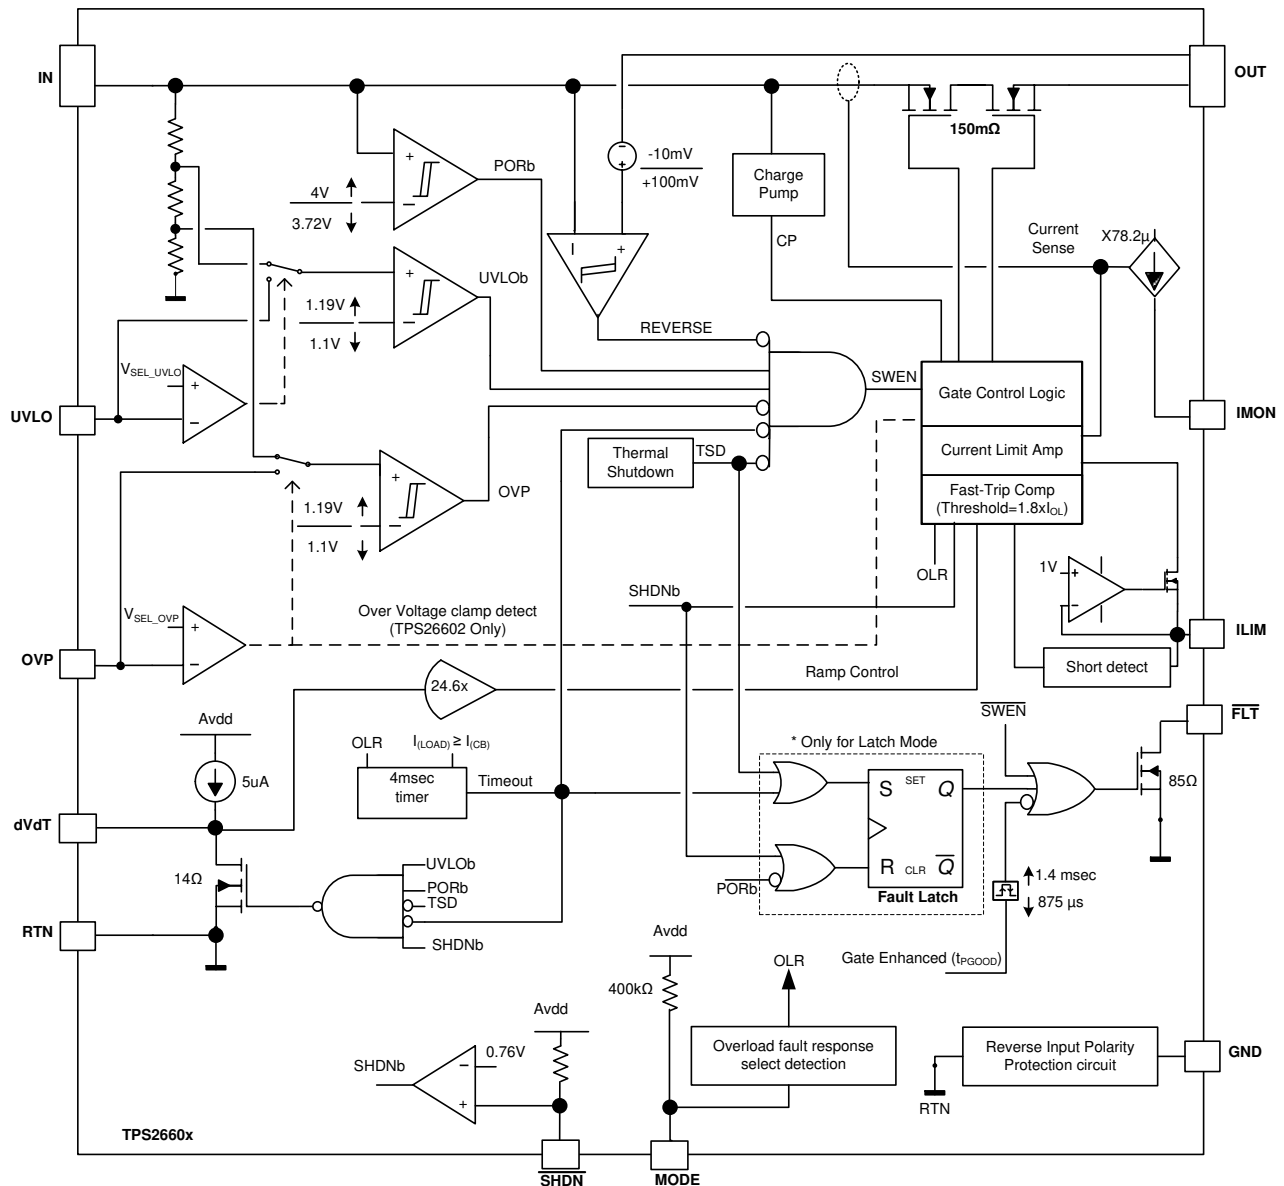 IN
OUT
150mΩ
PORb
-10mV
+100mV
4V
3.72V
Charge
Pump
CP
Current
Sense
X78.2µ
UVLOb
1.19V
1.1V
REVERSE
VSEL_UVLO
UVLO
SWEN
Gate Control Logic
Current Limit Amp
Fast-Trip Comp
(Threshold=1.8xIOL)
IMON
Thermal
Shutdown
TSD
OVP
1.19V
1.1V
OLR
1V
SHDNb
VSEL_OVP
Over Voltage clamp detect
(TPS26602 Only)
OVP
ILIM
Short detect
24.6x
Ramp Control
Avdd
SWEN
FLT
OLR
I(LOAD) ≥ I(CB)
* Only for Latch Mode
5uA
4msec
timer
Timeout
S
SET
Q
85Ω
dVdT
14Ω
UVLOb
PORb
TSD
SHDNb
PORb
R
CLR
Q
Fault Latch
1.4 msec
875 µs
RTN
Avdd
400kΩ
OLR
Gate Enhanced (tPGOOD)
Avdd
SHDNb
0.76V
Overload fault response
select detection
Reverse Input Polarity
Protection circuit
GND
RTN
TPS2660x
SHDN
MODE